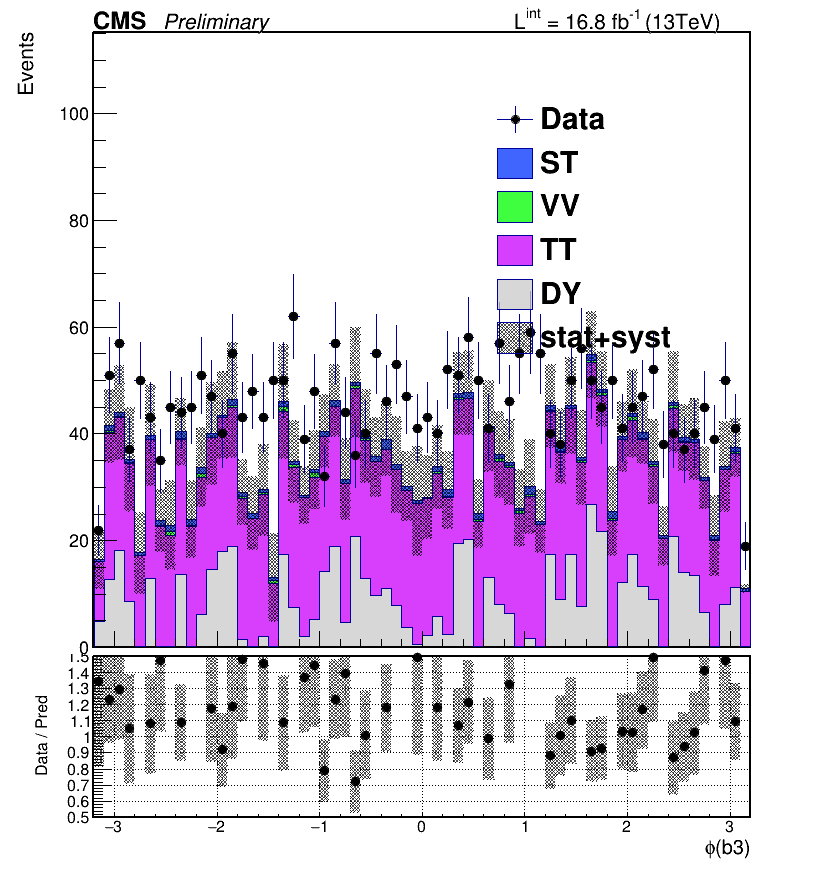 CMS Preliminary L^int = 16.8 fb^-1 (13TeV)
Events
100
80
60
40
20
0
Data
ST
VV
TT
DY
stat+syst
Data / Pred
1.5
1.4
1.3
1.2
1.1
1
0.9
0.8
0.7
0.6
0.5
−3 −2 −1 0 1 2 3
ϕ(b3)